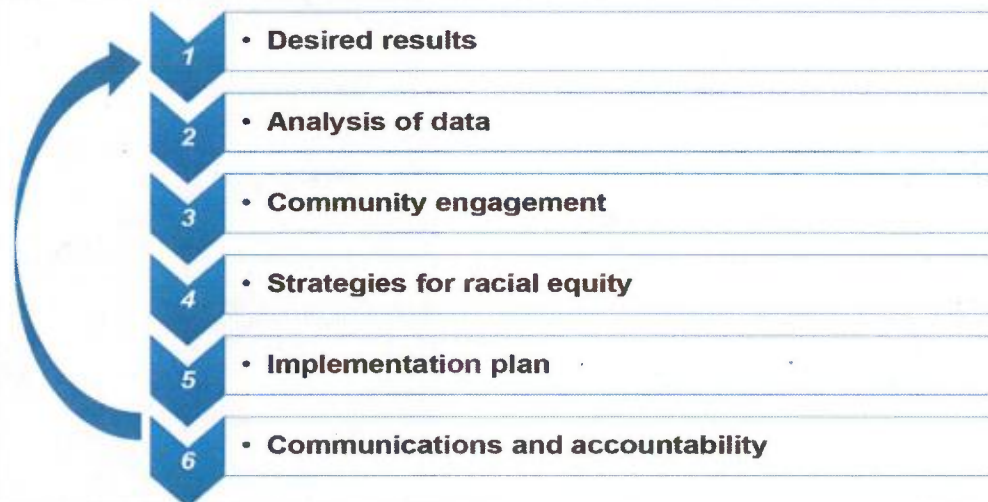 1 • Desired results
2 • Analysis of data
3 • Community engagement
4 • Strategies for racial equity
5 • Implementation plan
6 • Communications and accountability